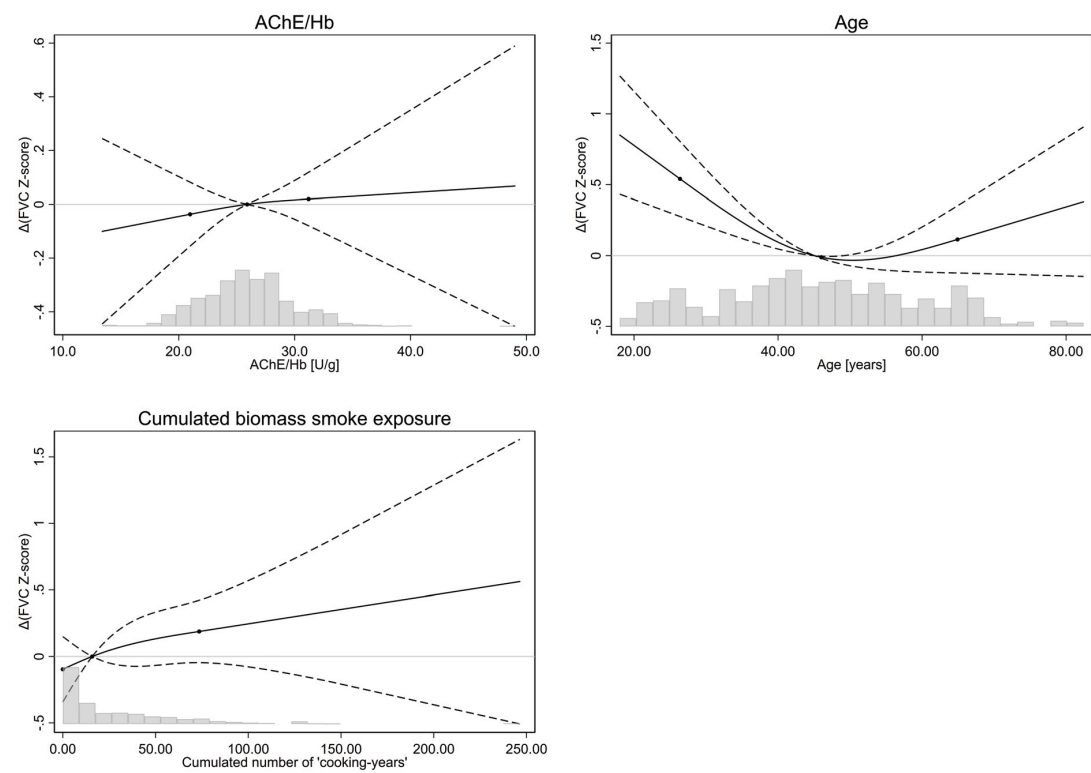 AChE/Hb
Δ(FVC Z-score)
.6
.4
.2
0
-.2
-.4
10.0 20.0 30.0 40.0 50.0
AChE/Hb [U/g]
Age
Δ(FVC Z-score)
1.5
1
.5
0
-.5
20.00 40.00 60.00 80.00
Age [years]
Cumulated biomass smoke exposure
Δ(FVC Z-score)
1.5
1
.5
0
-.5
0.00 50.00 100.00 150.00 200.00 250.00
Cumulated number of 'cooking-years'